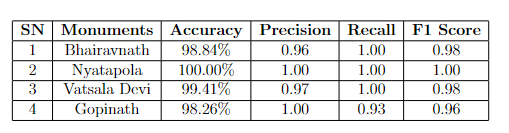 SN Monuments Accuracy Precision Recall F1 Score
1 Bhairavnath 98.84% 0.96 1.00 0.98
2 Nyatapola 100.00% 1.00 1.00 1.00
3 Vatsala Devi 99.41% 0.97 1.00 0.98
4 Gopinath 98.26% 1.00 0.93 0.96